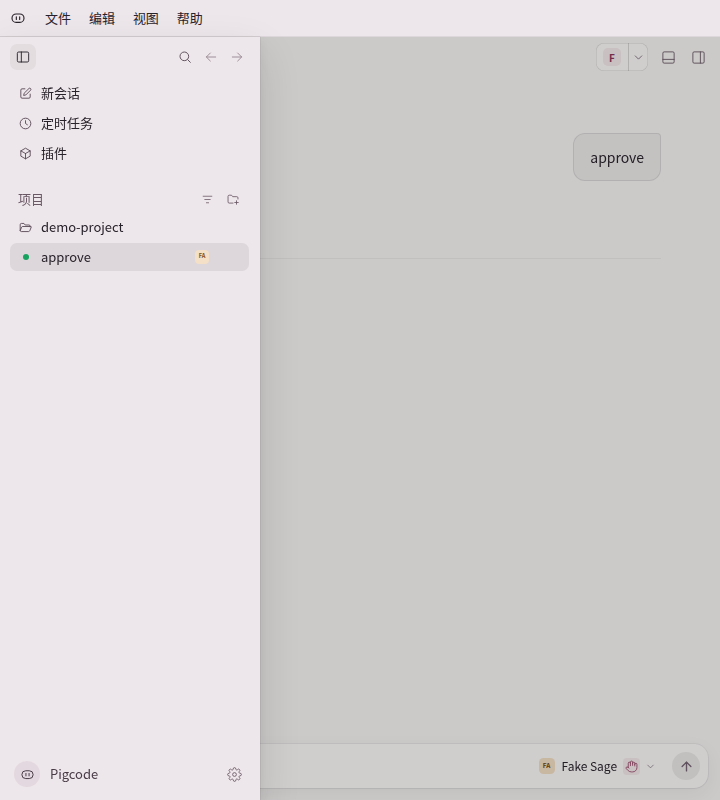 文件 编辑 视图 帮助
F
新会话
定时任务
插件
approve
项目
demo-project
approve FA
Pigcode
FA Fake Sage